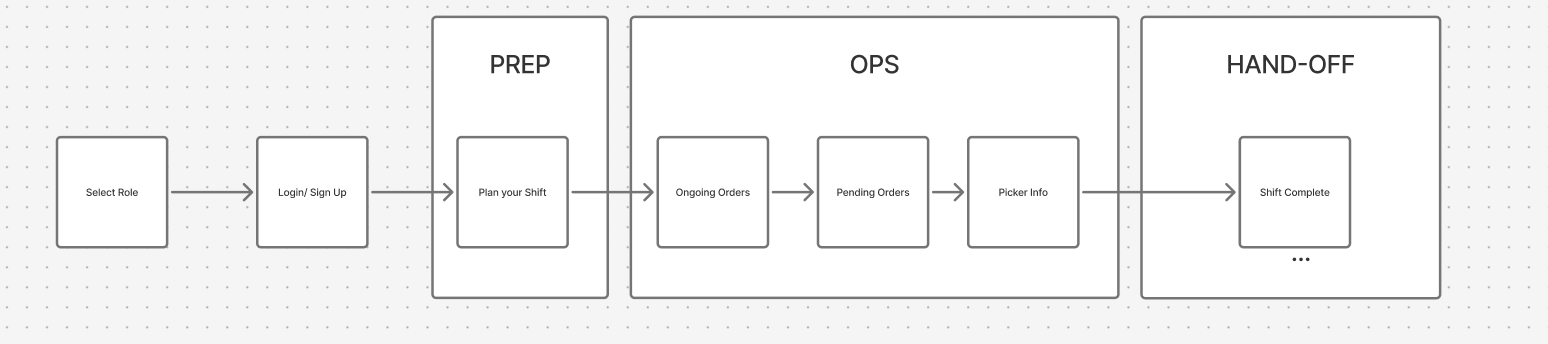 PREP
OPS
HAND-OFF
Select Role
Login/ Sign Up
Plan your Shift
Ongoing Orders
Pending Orders
Picker Info
Shift Complete
...